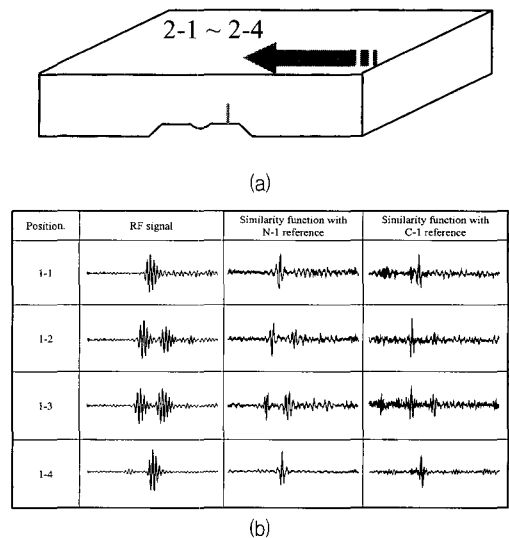 2-1 ~ 2-4
(a)
Position. RF signal Similarity function with N-1 reference Similarity function with C-1 reference
1-1
1-2
1-3
1-4
(b)